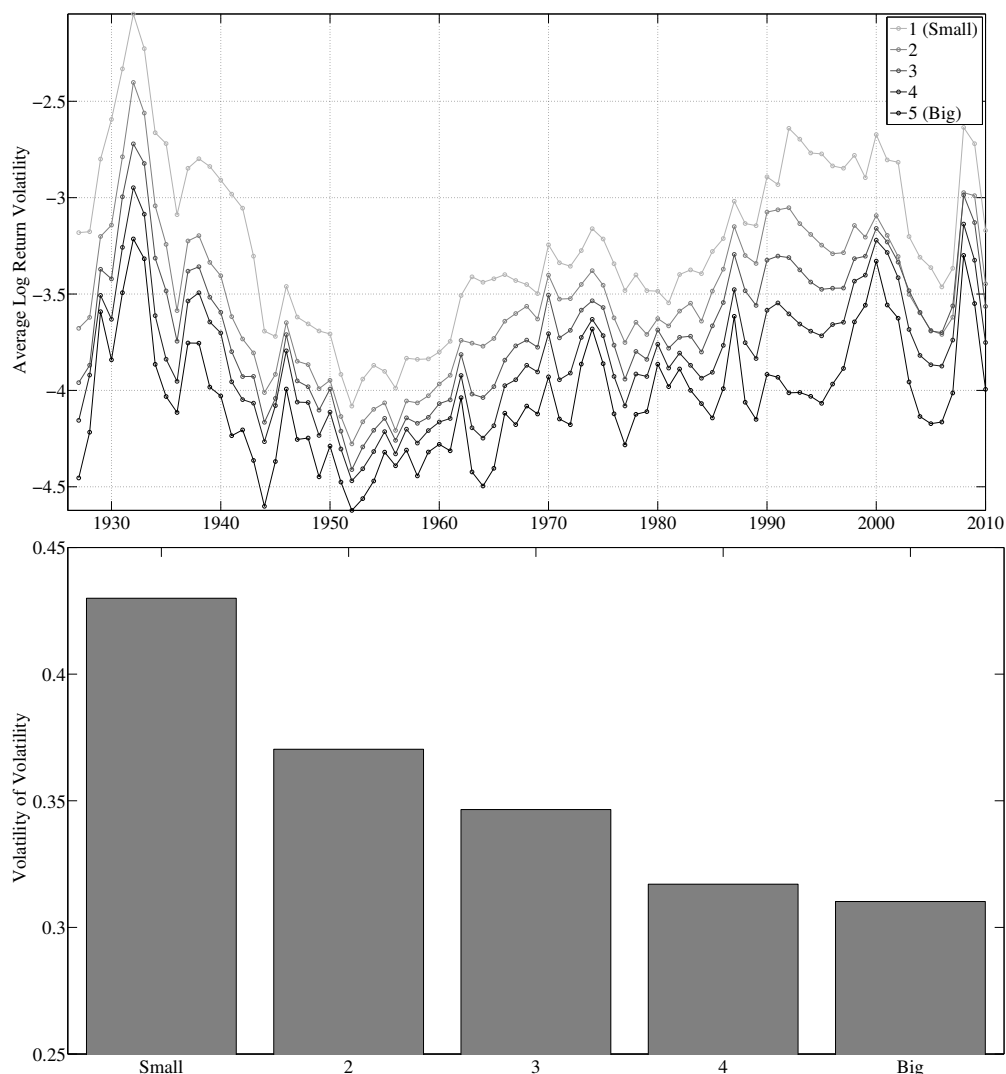 1 (Small)
2
3
4
5 (Big)
Average Log Return Volatility
−2.5
−3
−3.5
−4
−4.5
1930 1940 1950 1960 1970 1980 1990 2000 2010
Volatility of Volatility
0.45
0.4
0.35
0.3
0.25
Small 2 3 4 Big